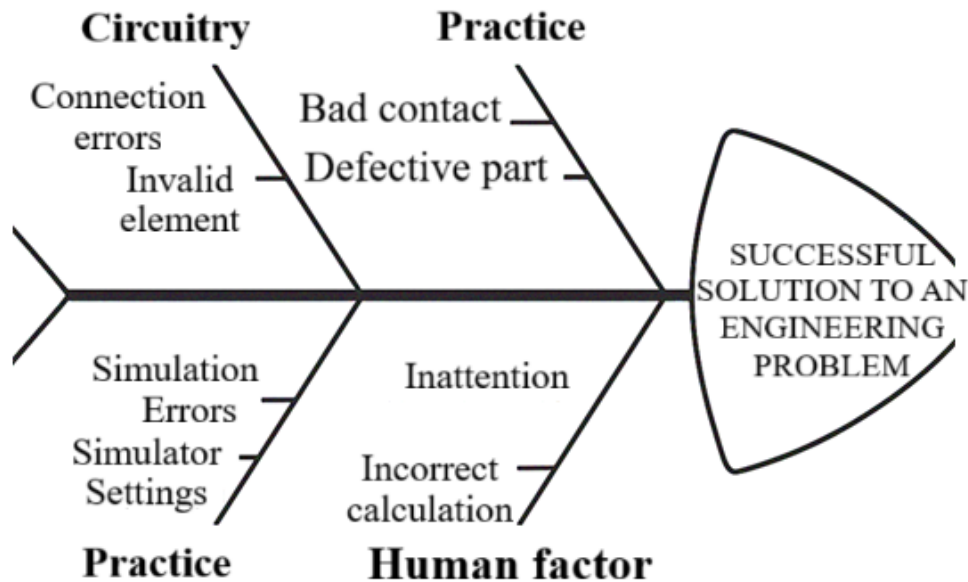 Circuitry
Practice
Connection
errors
Invalid
element
Bad contact
Defective part
SUCCESSFUL
SOLUTION TO AN
ENGINEERING
PROBLEM
Simulation
Errors
Simulator
Settings
Inattention
Incorrect
calculation
Practice
Human factor